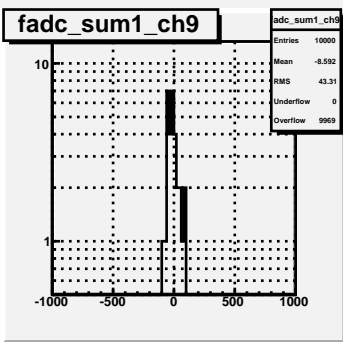 fadc_sum1_ch9
adc_sum1_ch9
Entries 10000
Mean -8.592
RMS 43.31
Underflow 0
Overflow 9969
10
1
-1000 -500 0 500 1000